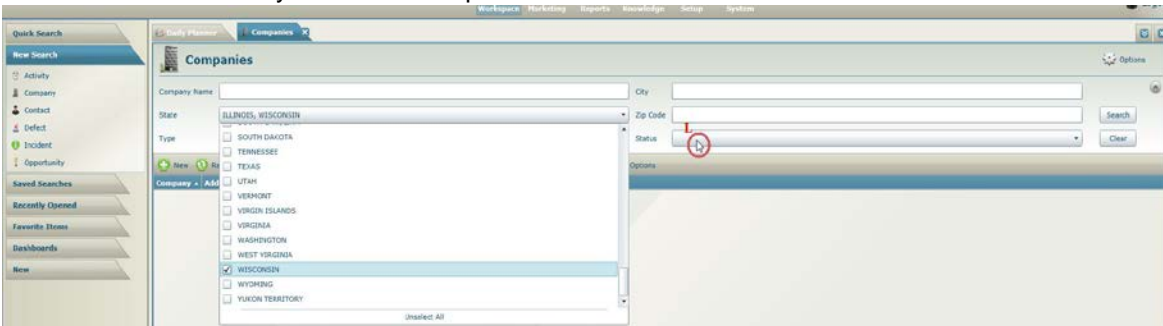 Workspace Marketing Reports Knowledge Setup System
Quick Search
Daily Planner
Companies
New Search
Companies
Options
Activity
Company
Company Name
City
Contact
State
ILLINOIS, WISCONSIN
Zip Code
Search
Defect
L
Type
SOUTH DAKOTA
Status
Clear
Incident
TENNESSEE
Opportunity
New
TEXAS
Options
Saved Searches
Company
UTAH
VERMONT
Recently Opened
VIRGIN ISLANDS
Favorite Items
VIRGINIA
WASHINGTON
Dashboards
WEST VIRGINIA
New
WISCONSIN
WYOMING
YUKON TERRITORY
Unselect All